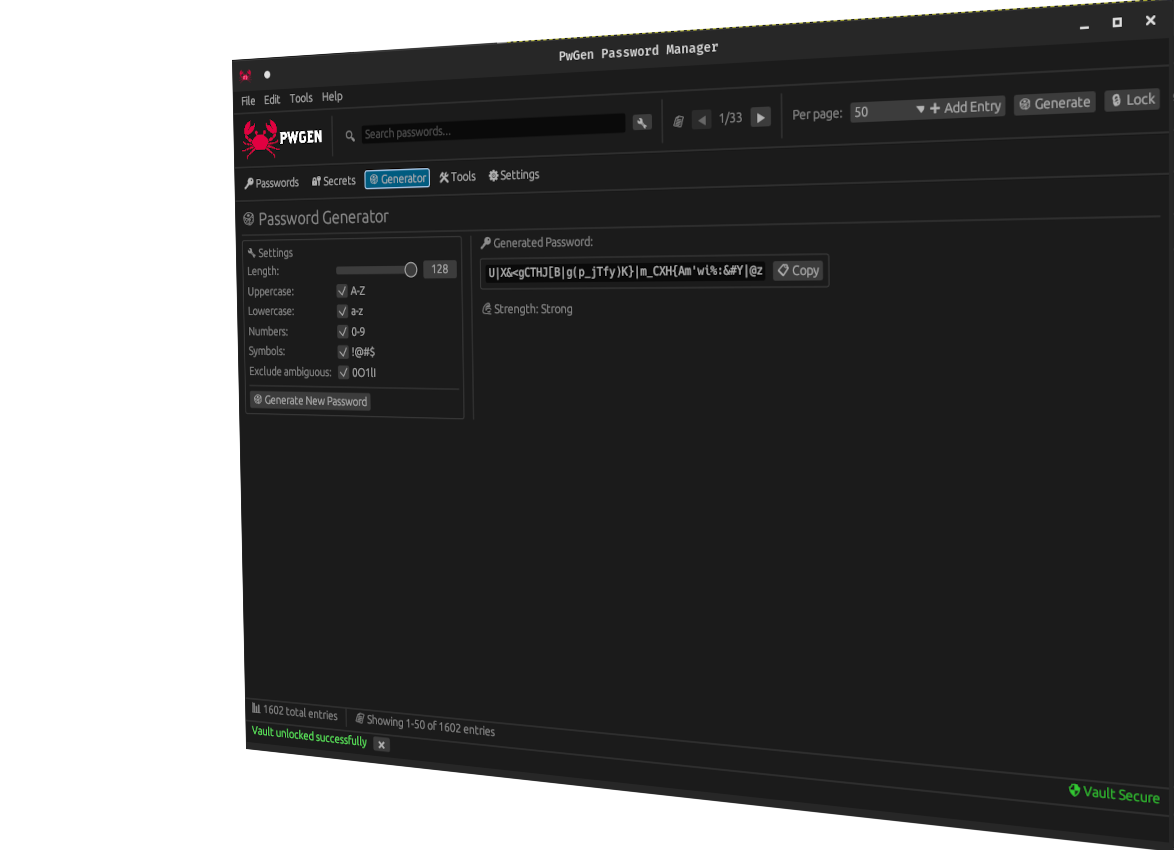 PwGen Password Manager
File Edit Tools Help
PWGEN Search passwords... 1/33 Per page: 50 + Add Entry Generate Lock
Passwords Secrets Generator Tools Settings
Password Generator
Settings
Length: 128
Uppercase: A-Z
Lowercase: a-z
Numbers: 0-9
Symbols: !@#$
Exclude ambiguous: 0O1lI
Generate New Password
Generated Password:
U|X&<gCTHJ[B|g(p_jTfy)K}|m_CXH{Am'wi%:&#Y|@z Copy
Strength: Strong
1602 total entries Showing 1-50 of 1602 entries
Vault unlocked successfully
Vault Secure